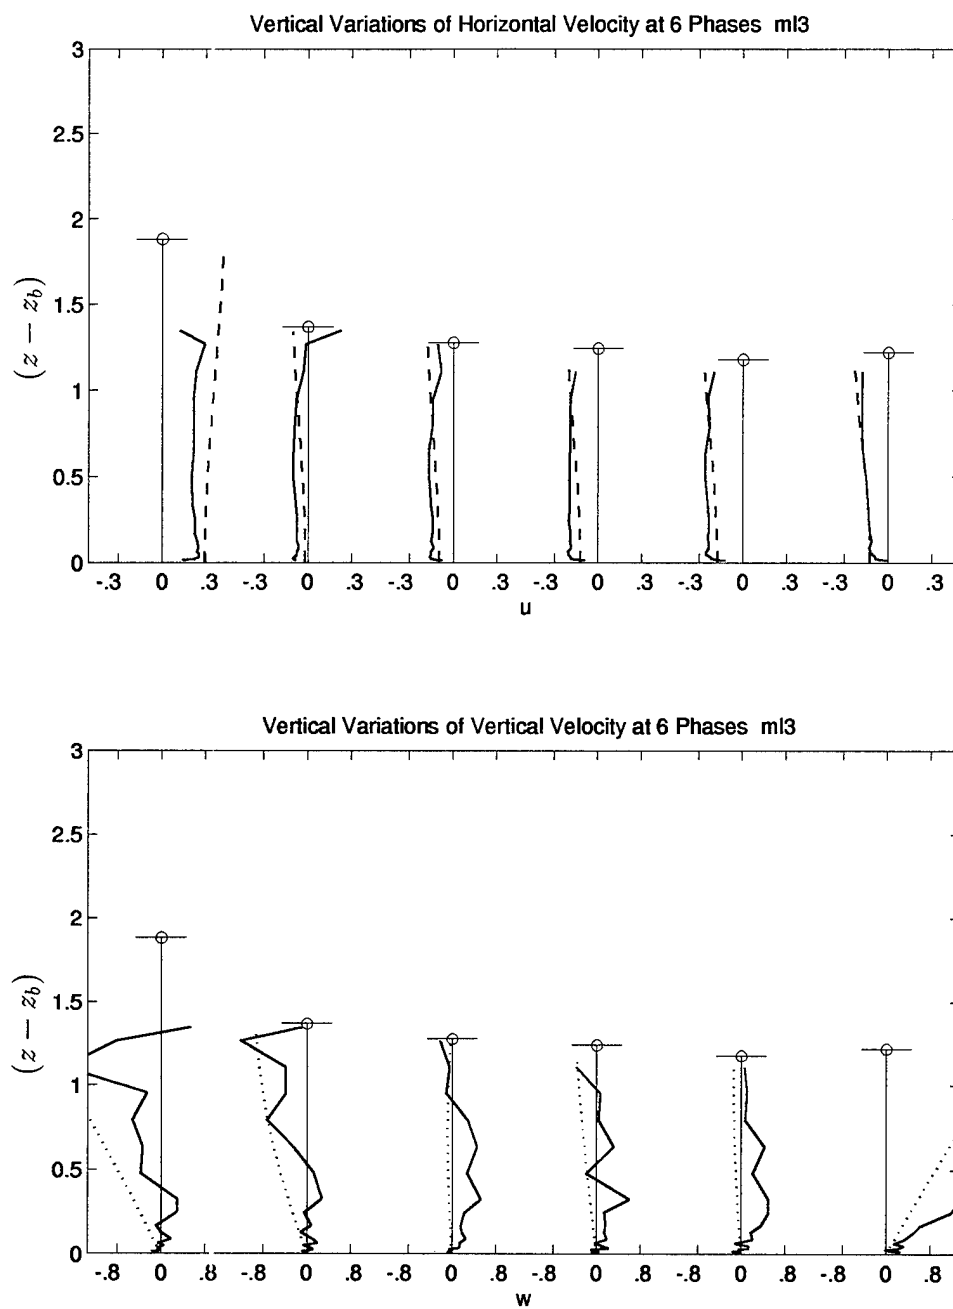 Vertical Variations of Horizontal Velocity at 6 Phases ml3
3
2.5
2
1.5
1
0.5
0
(z − z_b)
-.3 0 .3 -.3 0 .3 -.3 0 .3 -.3 0 .3 -.3 0 .3 -.3 0 .3
u
Vertical Variations of Vertical Velocity at 6 Phases ml3
3
2.5
2
1.5
1
0.5
0
(z − z_b)
-.8 0 .8 -.8 0 .8 -.8 0 .8 -.8 0 .8 -.8 0 .8 -.8 0 .8
w